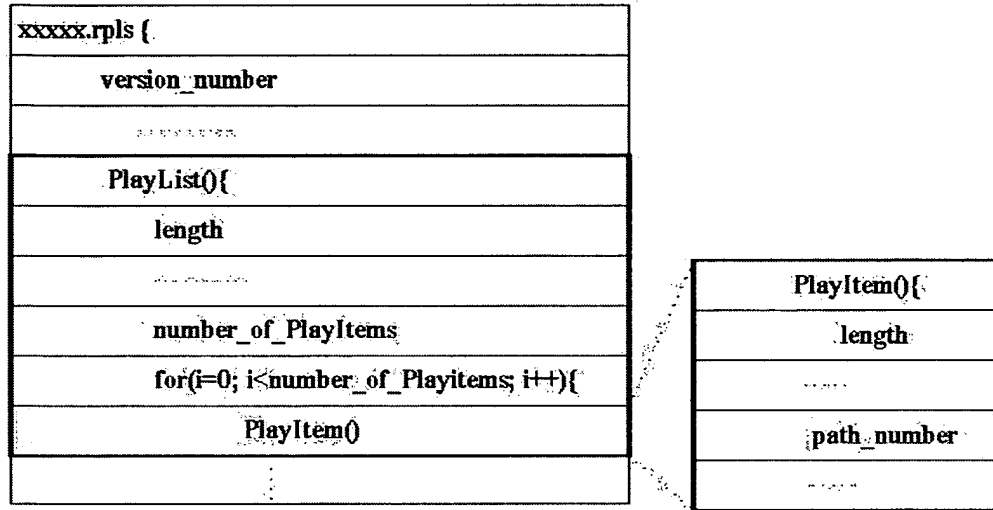 xxxxx.rpls {
version_number
PlayList(){
length
number_of_PlayItems
for(i=0; i<number_of_Playitems; i++){
PlayItem()
PlayItem(){
length
path_number